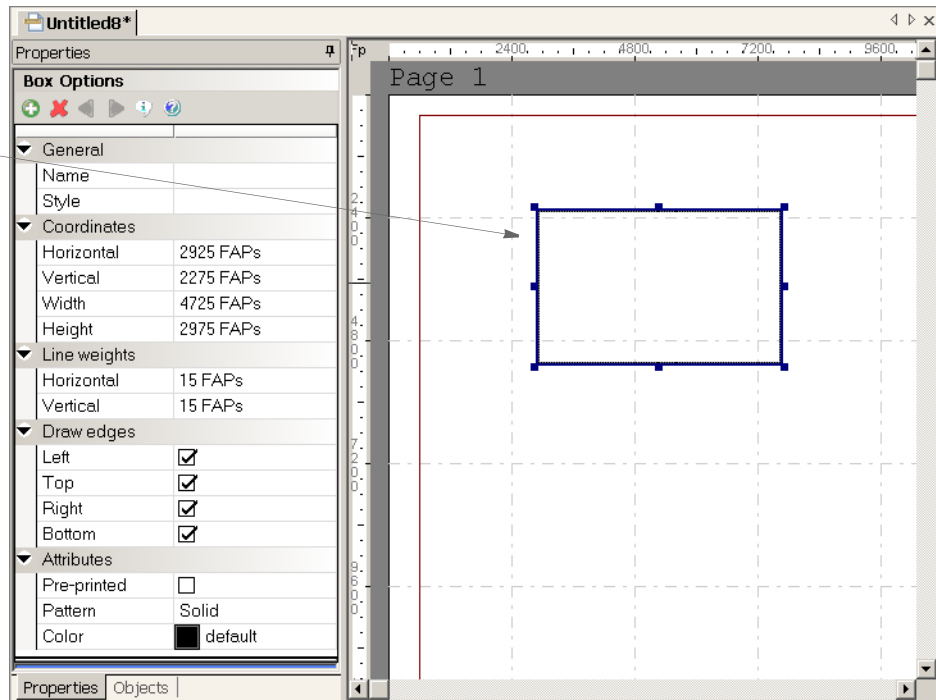 Untitled8*
Properties
Box Options
General
Name
Style
Coordinates
Horizontal 2925 FAPs
Vertical 2275 FAPs
Width 4725 FAPs
Height 2975 FAPs
Line weights
Horizontal 15 FAPs
Vertical 15 FAPs
Draw edges
Left
Top
Right
Bottom
Attributes
Pre-printed
Pattern Solid
Color default
Properties Objects
Fp 2400 4800 7200 9600
Page 1
2400
4800
7200
9600